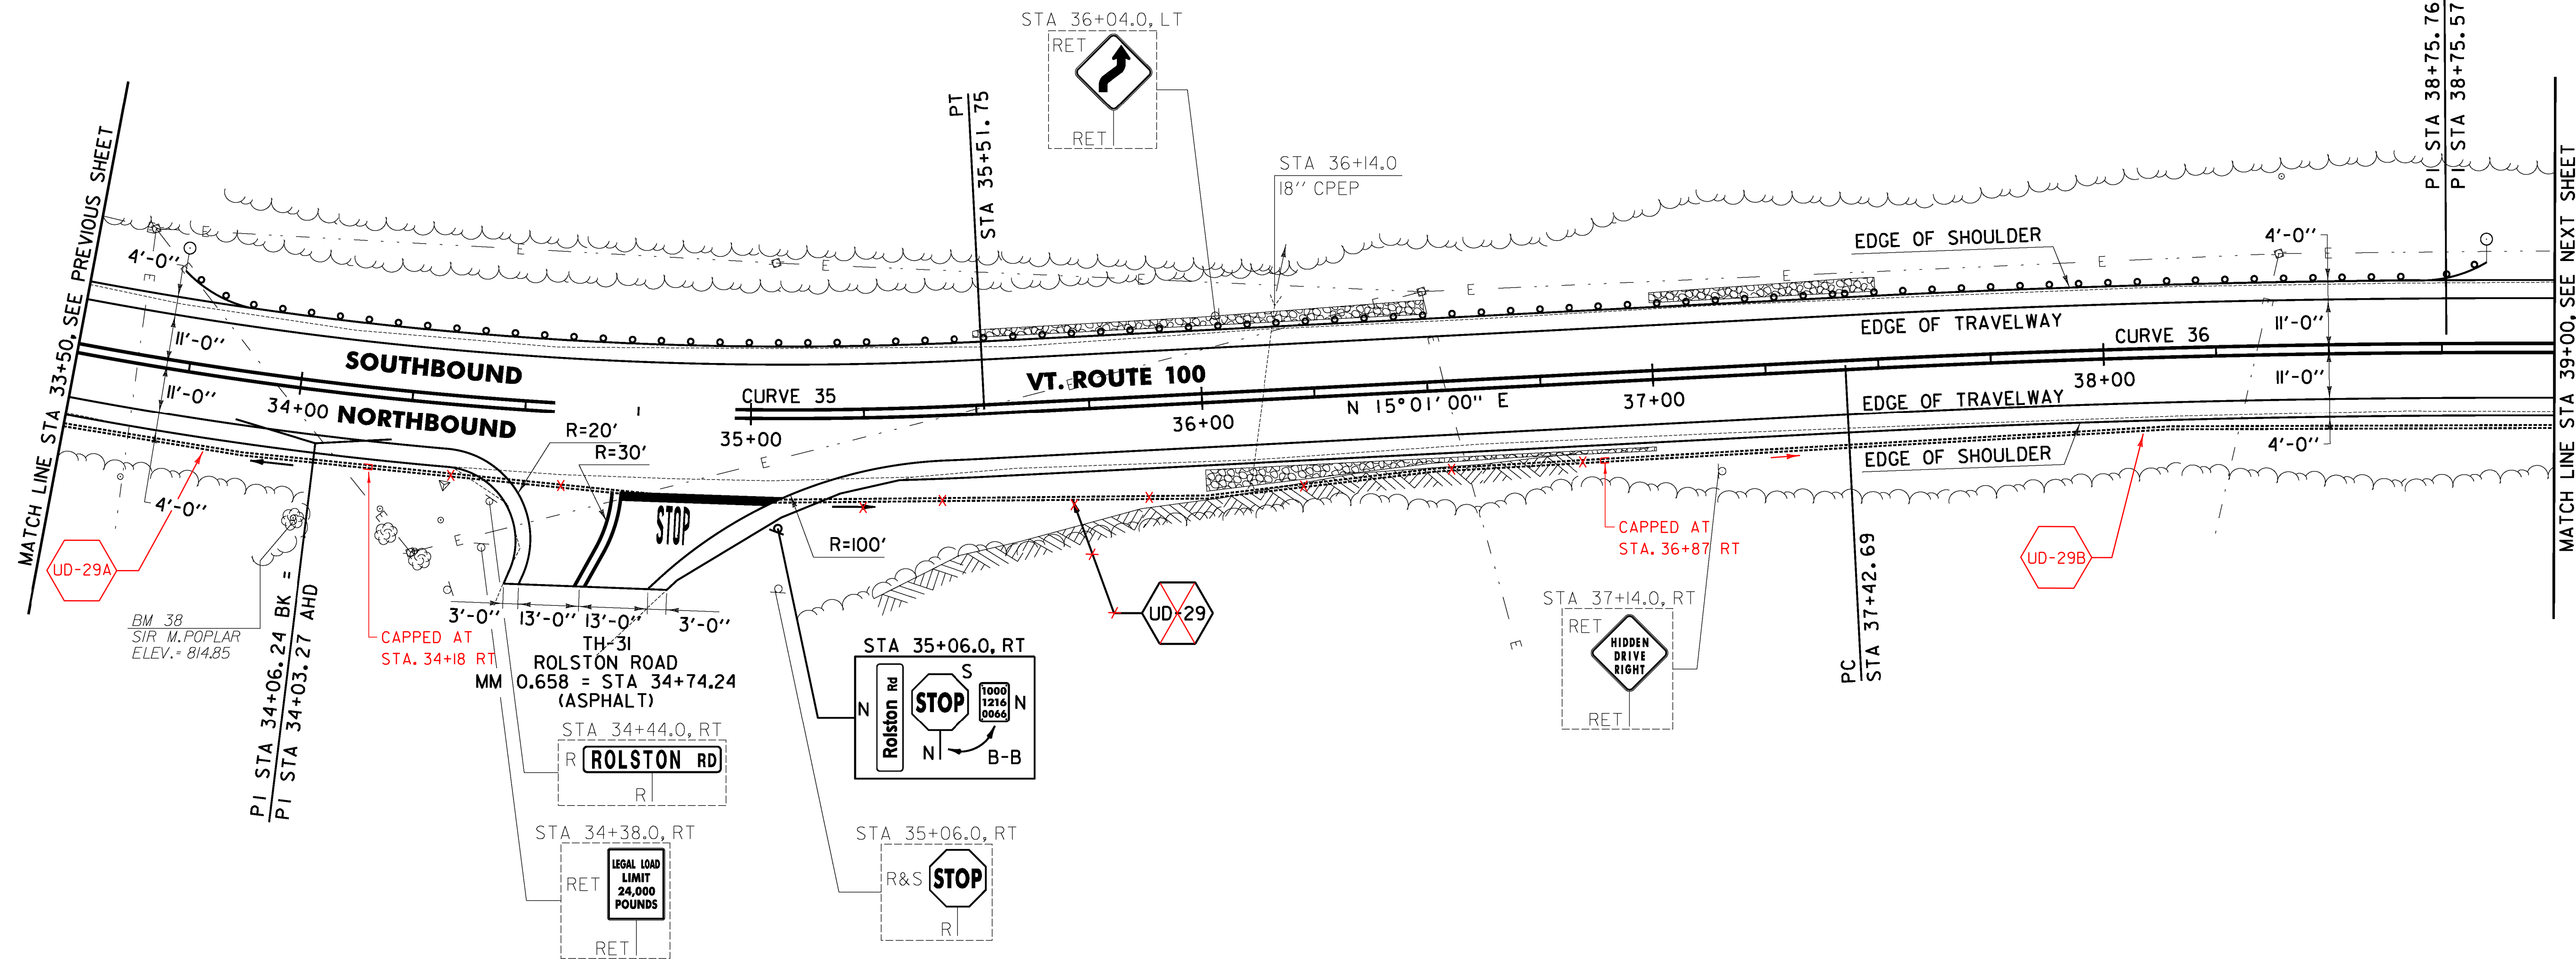 STA 36+04.0, LT
RET
RET
PI STA 38+75.76
PI STA 38+75.57
PT
STA 35+51.75
STA 36+14.0
18" CPEP
MATCH LINE STA 33+50, SEE PREVIOUS SHEET
MATCH LINE STA 39+00, SEE NEXT SHEET
4'-0"
11'-0"
11'-0"
4'-0"
EDGE OF SHOULDER
4'-0"
EDGE OF TRAVELWAY
11'-0"
CURVE 36
SOUTHBOUND
VT. ROUTE 100
CURVE 35
34+00
NORTHBOUND
35+00
36+00
N 15°01'00" E
37+00
38+00
11'-0"
EDGE OF TRAVELWAY
4'-0"
EDGE OF SHOULDER
E
E
E
E
E
E
E
E
E
E
E
E
E
E
R=20'
R=30'
STOP
R=100'
UD-29A
BM 38
SIR M.POPLAR
ELEV.= 814.85
PI STA 34+06.24 BK =
PI STA 34+03.27 AHD
CAPPED AT
STA. 34+18 RT
3'-0" 13'-0" 13'-0" 3'-0"
TH-31
ROLSTON ROAD
MM 0.658 = STA 34+74.24
(ASPHALT)
UD-29
CAPPED AT
STA. 36+87 RT
UD-29B
PC
STA 37+42.69
STA 37+14.0, RT
RET
HIDDEN
DRIVE
RIGHT
RET
STA 35+06.0, RT
N
Rolston Rd
STOP
S
1000
1216
0066
N
N
B-B
STA 34+44.0, RT
R
ROLSTON RD
R
STA 34+38.0, RT
RET
LEGAL LOAD
LIMIT
24,000
POUNDS
RET
STA 35+06.0, RT
R&S
STOP
R